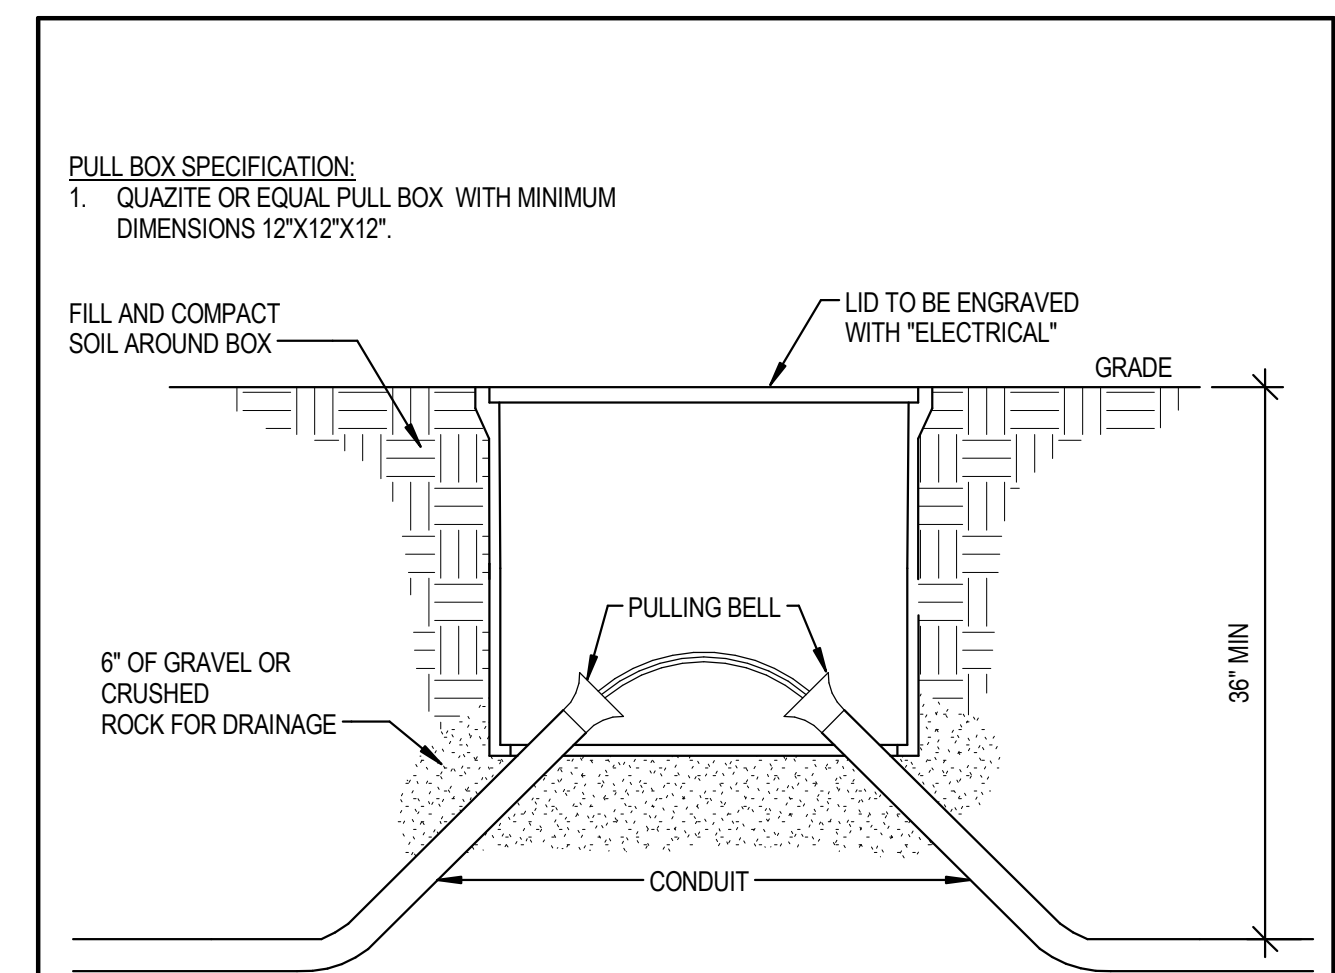 PULL BOX SPECIFICATION:
1. QUAZITE OR EQUAL PULL BOX WITH MINIMUM
DIMENSIONS 12"X12"X12".
FILL AND COMPACT
SOIL AROUND BOX
LID TO BE ENGRAVED
WITH "ELECTRICAL"
GRADE
PULLING BELL
6" OF GRAVEL OR
CRUSHED
ROCK FOR DRAINAGE
36" MIN
CONDUIT